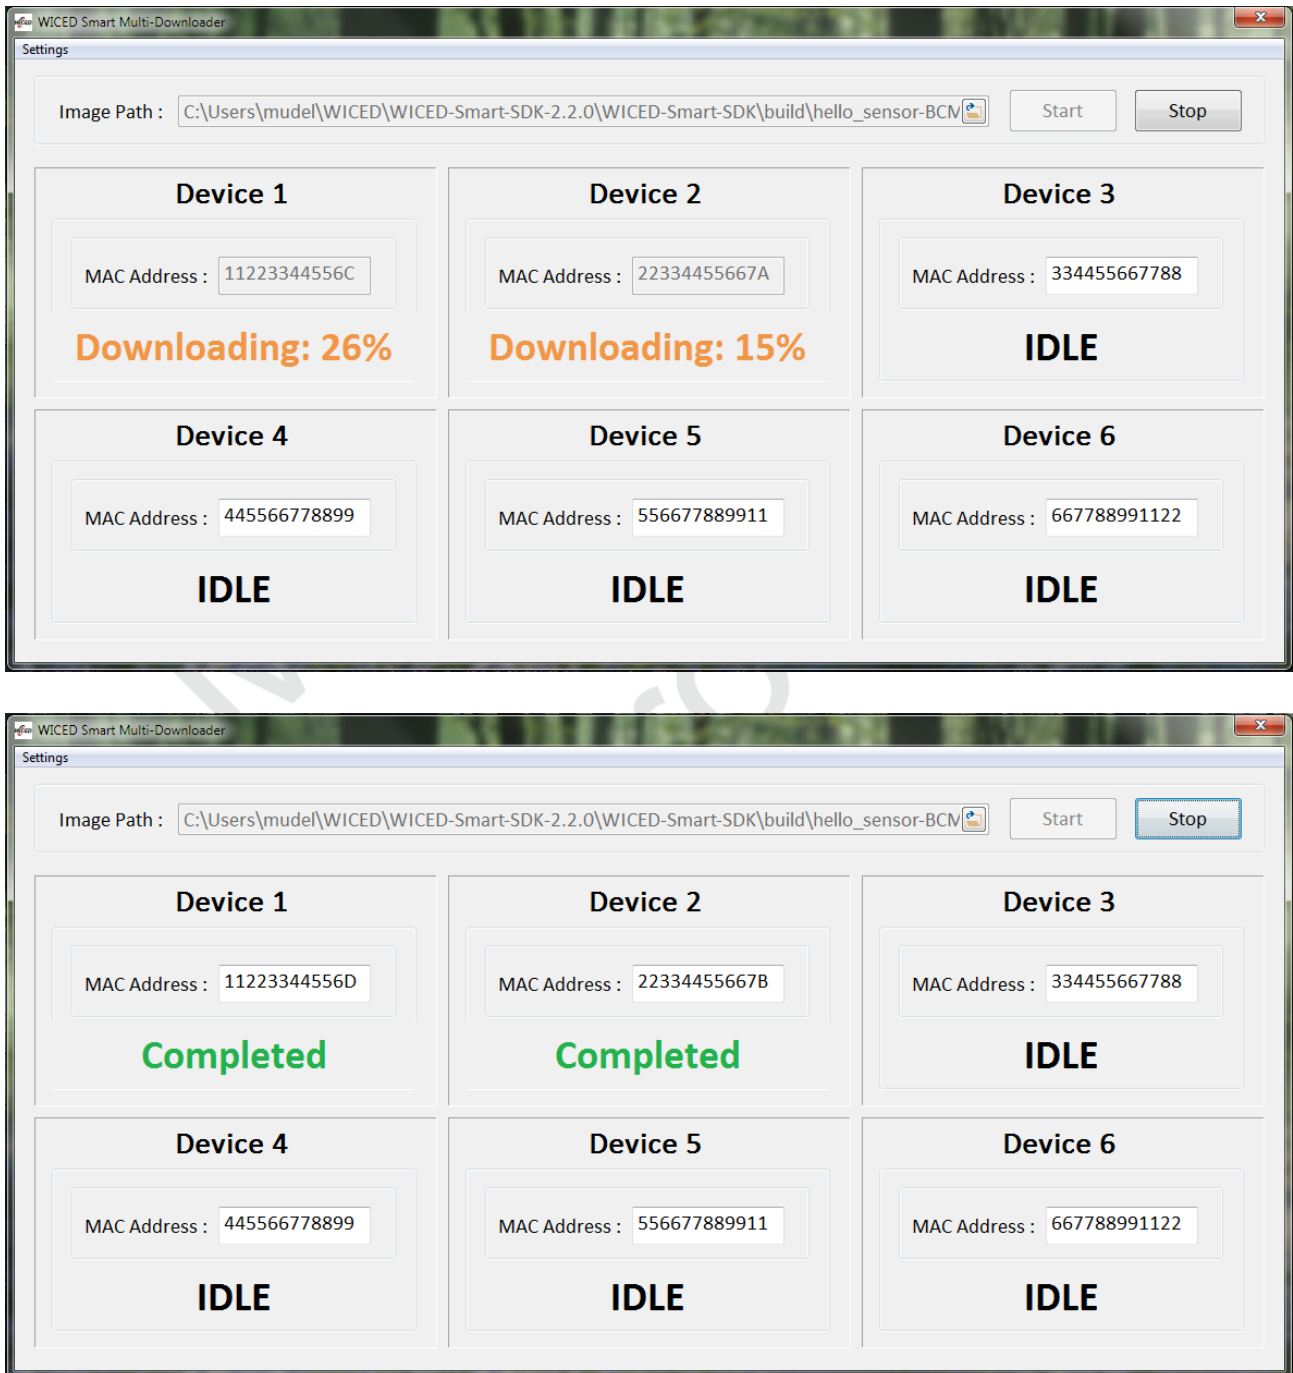 WICED Smart Multi-Downloader
Settings
Image Path : C:\Users\mudel\WICED\WICED-Smart-SDK-2.2.0\WICED-Smart-SDK\build\hello_sensor-BCM Start Stop
Device 1 Device 2 Device 3
MAC Address : 11223344556C MAC Address : 22334455667A MAC Address : 334455667788
Downloading: 26% Downloading: 15% IDLE
Device 4 Device 5 Device 6
MAC Address : 445566778899 MAC Address : 556677889911 MAC Address : 667788991122
IDLE IDLE IDLE
WICED Smart Multi-Downloader
Settings
Image Path : C:\Users\mudel\WICED\WICED-Smart-SDK-2.2.0\WICED-Smart-SDK\build\hello_sensor-BCM Start Stop
Device 1 Device 2 Device 3
MAC Address : 11223344556D MAC Address : 22334455667B MAC Address : 334455667788
Completed Completed IDLE
Device 4 Device 5 Device 6
MAC Address : 445566778899 MAC Address : 556677889911 MAC Address : 667788991122
IDLE IDLE IDLE